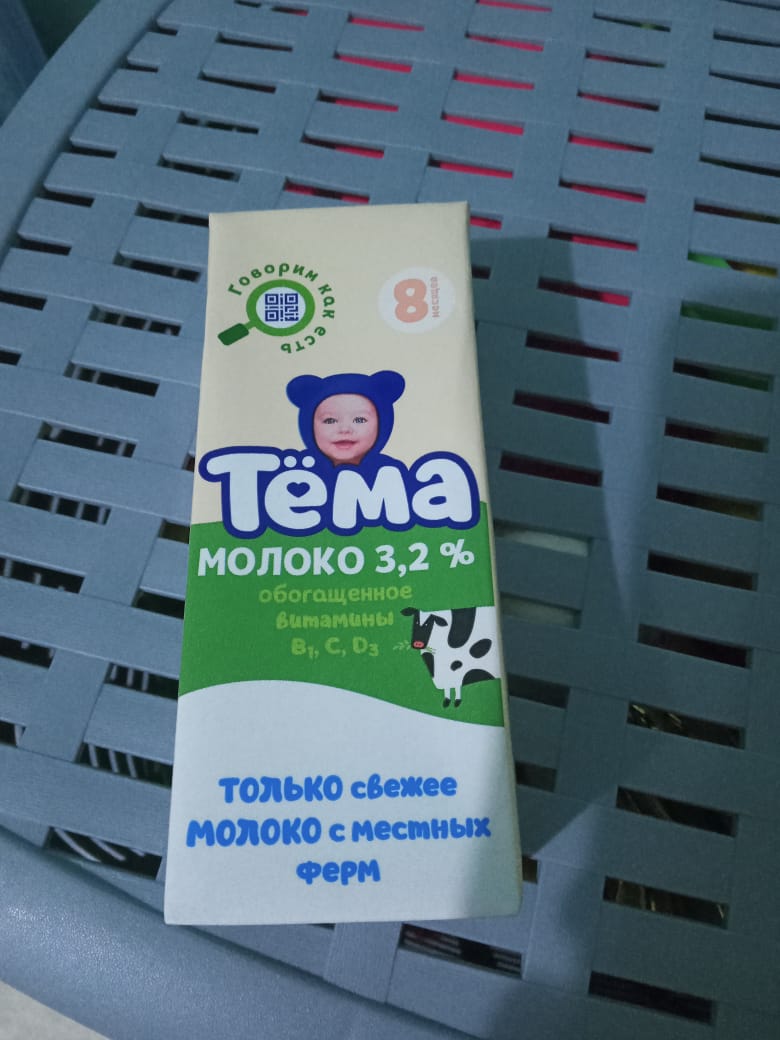 Говорим как есть
8
месяцев
Тёма
МОЛОКО 3,2 %
обогащенное
витамины
B₁, C, D₃
ТОЛЬКО свежее
МОЛОКО с местных
ферм